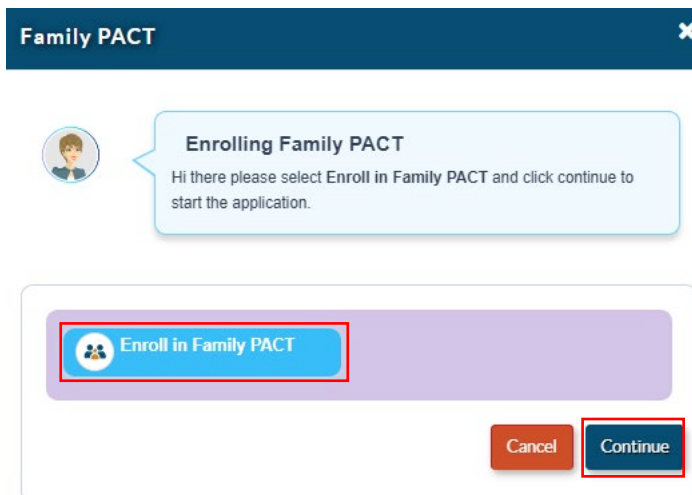 Family PACT
Enrolling Family PACT
Hi there please select Enroll in Family PACT and click continue to
start the application.
Enroll in Family PACT
Cancel
Continue